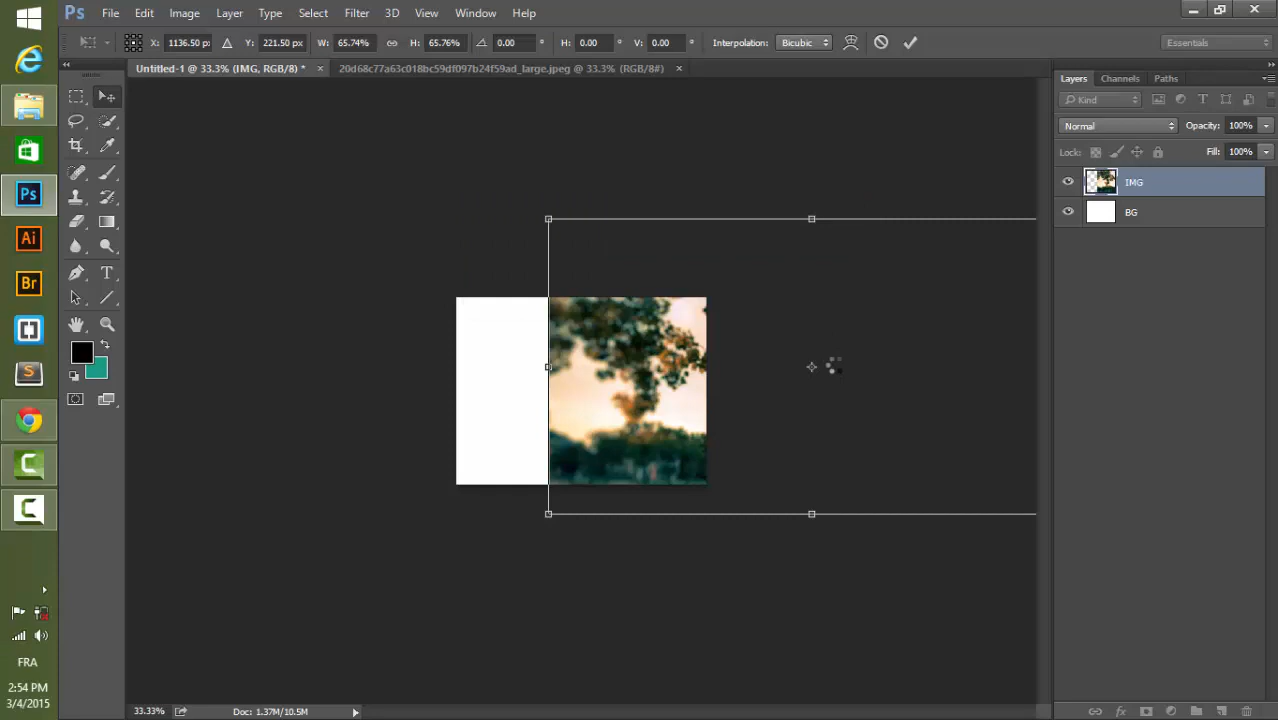 Ps File Edit Image Layer Type Select Filter 3D View Window Help
X: 1136.50 px Y: 221.50 px W: 65.74% H: 65.76% 0.00 ° H: 0.00 ° V: 0.00 ° Interpolation: Bicubic Essentials
Untitled-1 @ 33.3% (IMG, RGB/8) * × 20d68c77a63c018bc59df097b24f59ad_large.jpeg @ 33.3% (RGB/8#) ×
Layers Channels Paths
Kind
Normal Opacity: 100%
Lock: Fill: 100%
IMG
BG
Ps
Ai
Br
S
T
FRA
2:54 PM
3/4/2015
33.33% Doc: 1.37M/10.5M